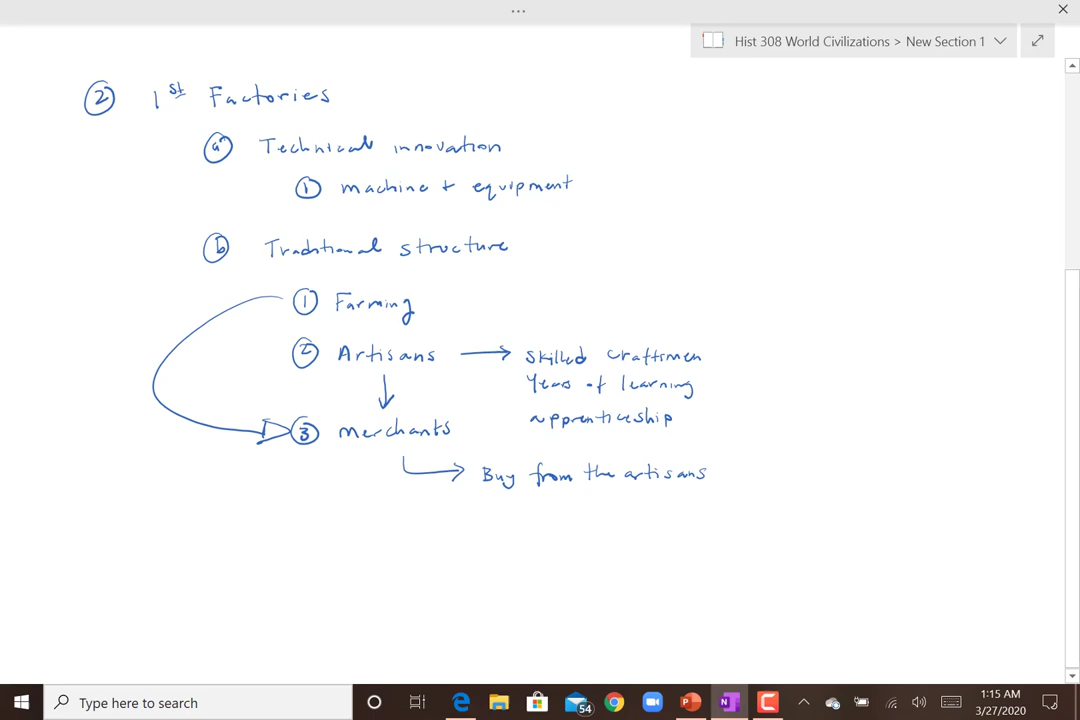 Hist 308 World Civilizations > New Section 1
② 1st Factories
ⓐ Technical innovation
① machine + equipment
ⓑ Traditional structure
① Farming
② Artisans → Skilled craftsmen
Years of learning
apprenticeship
③ merchants
Buy from the artisans
Type here to search
54
1:15 AM
3/27/2020